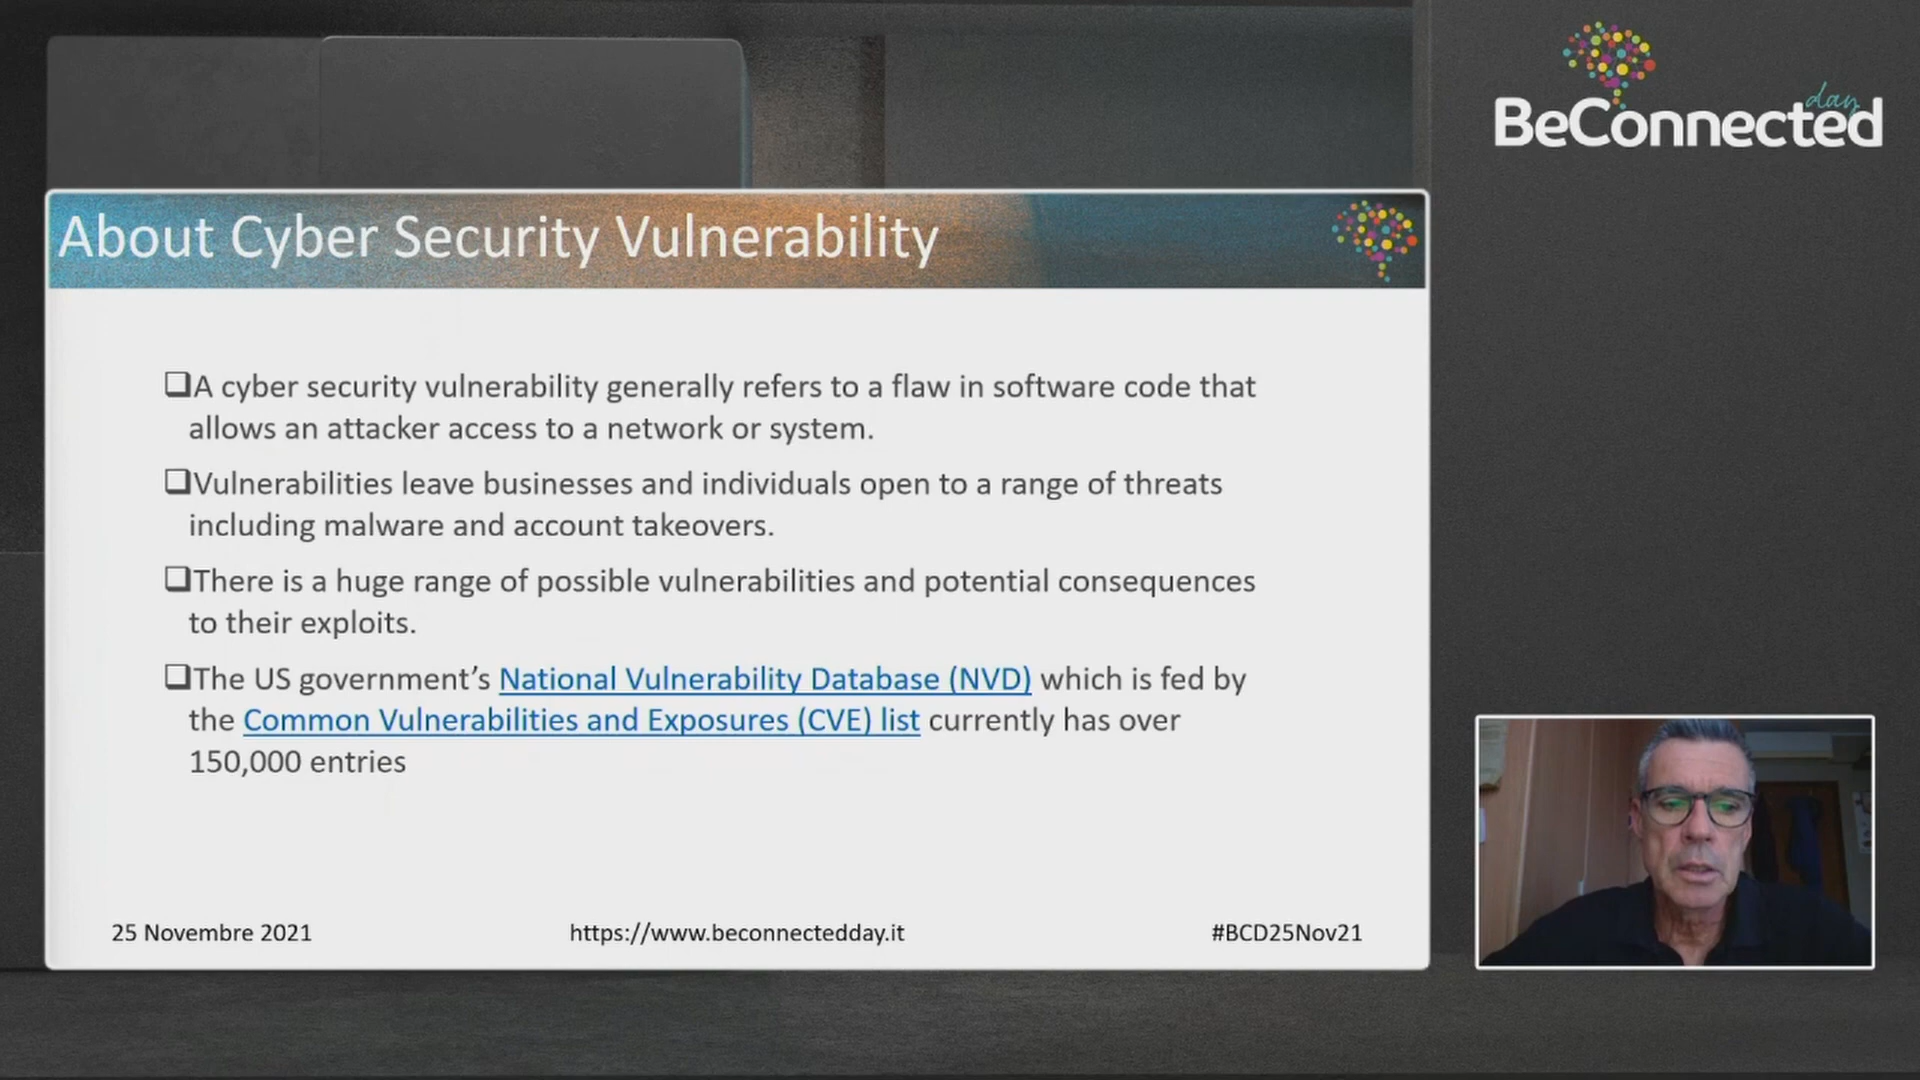 day
BeConnected
About Cyber Security Vulnerability
❑A cyber security vulnerability generally refers to a flaw in software code that
allows an attacker access to a network or system.
❑Vulnerabilities leave businesses and individuals open to a range of threats
including malware and account takeovers.
❑There is a huge range of possible vulnerabilities and potential consequences
to their exploits.
❑The US government’s National Vulnerability Database (NVD) which is fed by
the Common Vulnerabilities and Exposures (CVE) list currently has over
150,000 entries
25 Novembre 2021
https://www.beconnectedday.it
#BCD25Nov21